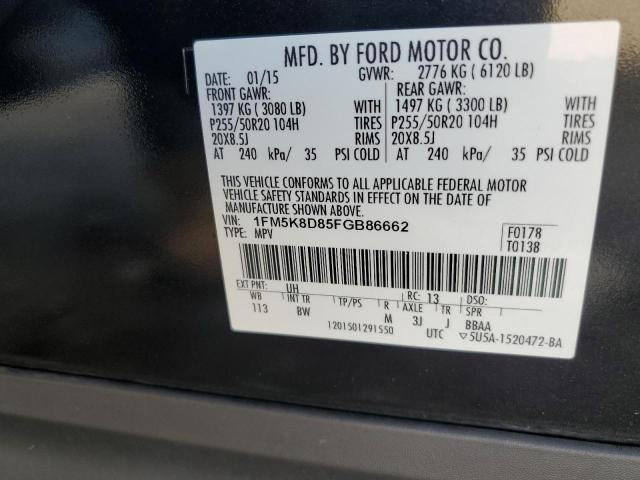 MFD. BY FORD MOTOR CO.
DATE: 01/15 GVWR: 2776 KG ( 6120 LB)
FRONT GAWR: REAR GAWR:
1397 KG ( 3080 LB) WITH 1497 KG ( 3300 LB) WITH
P255/50R20 104H TIRES P255/50R20 104H TIRES
20X8.5J RIMS 20X8.5J RIMS
AT 240 kPa/ 35 PSI COLD AT 240 kPa/ 35 PSI COLD
THIS VEHICLE CONFORMS TO ALL APPLICABLE FEDERAL MOTOR
VEHICLE SAFETY STANDARDS IN EFFECT ON THE DATE OF
MANUFACTURE SHOWN ABOVE.
VIN: 1FM5K8D85FGB86662 F0178
TYPE: MPV T0138
EXT PNT: UH RC: 13 DSO:
WB INT TR TP/PS R AXLE TR SPR
113 BW M 3J J BBAA
1201501291550 UTC ▽5U5A-1520472-BA